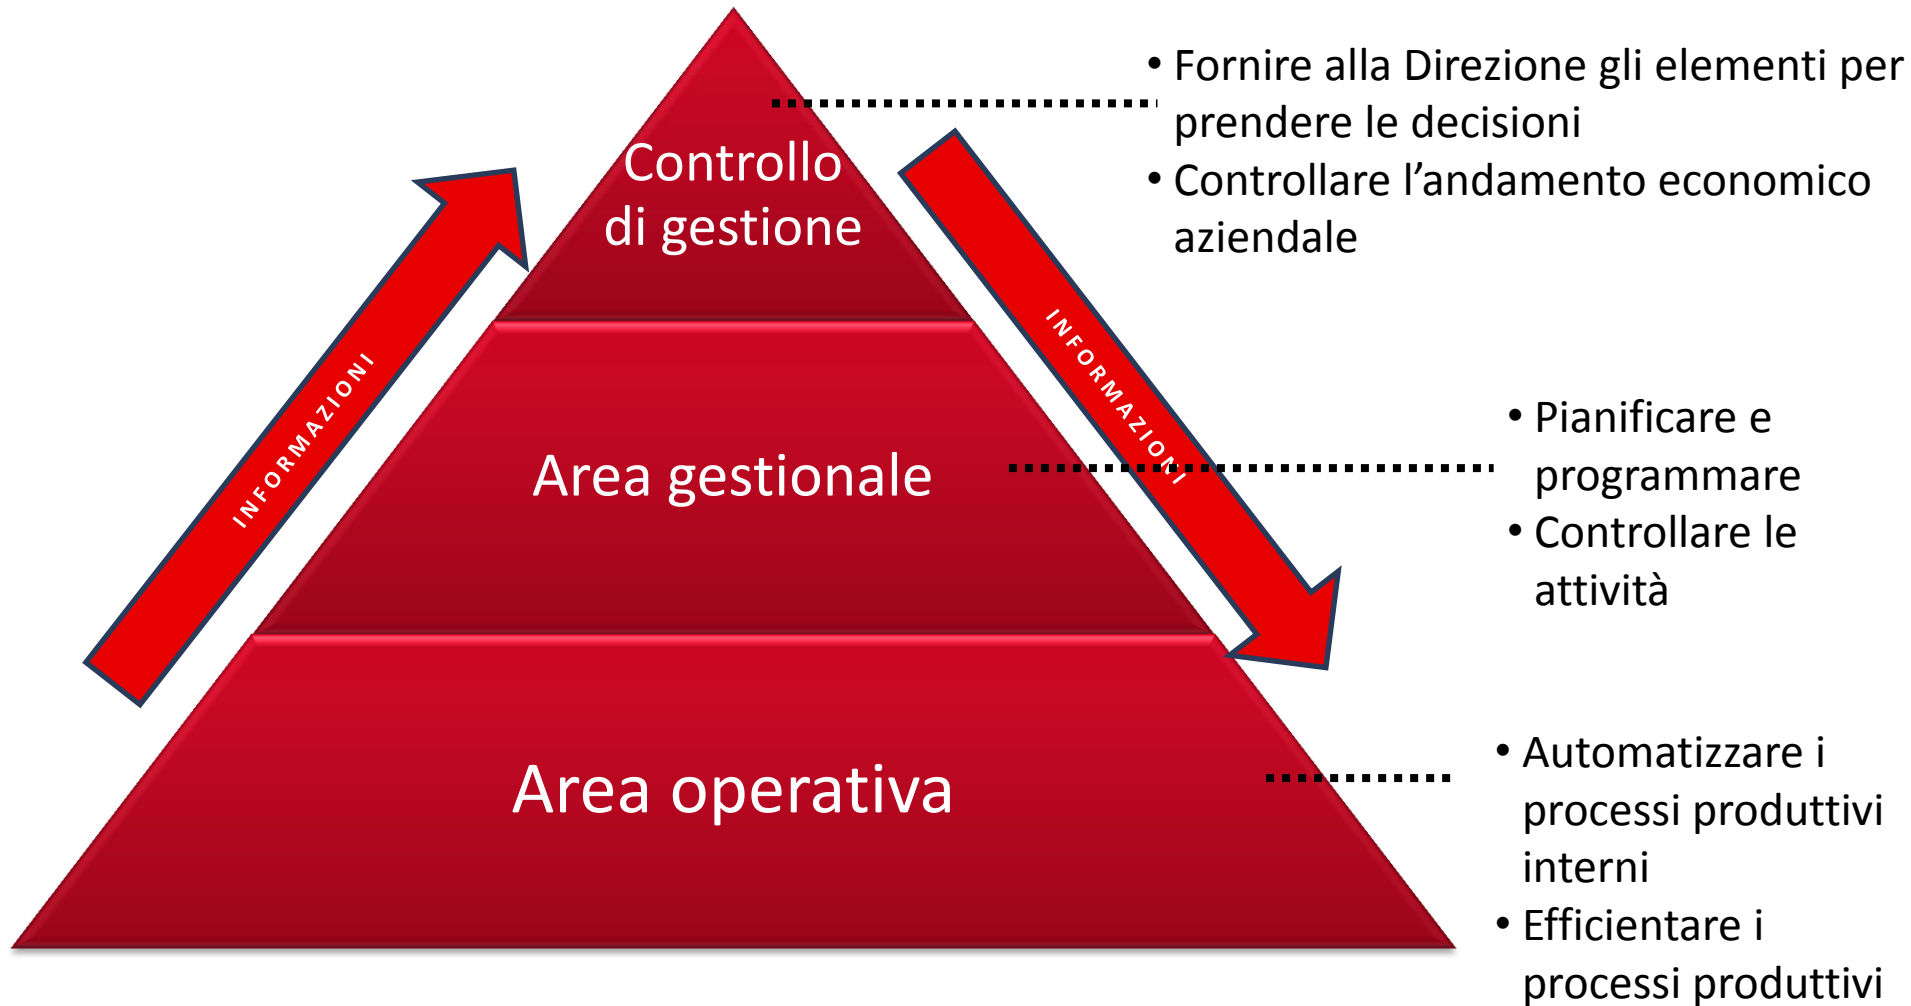 • Fornire alla Direzione gli elementi per
prendere le decisioni
• Controllare l’andamento economico
aziendale
Controllo
di gestione
INFORMAZIONI
INFORMAZIONI
Area gestionale
• Pianificare e
programmare
• Controllare le
attività
Area operativa
• Automatizzare i
processi produttivi
interni
• Efficientare i
processi produttivi